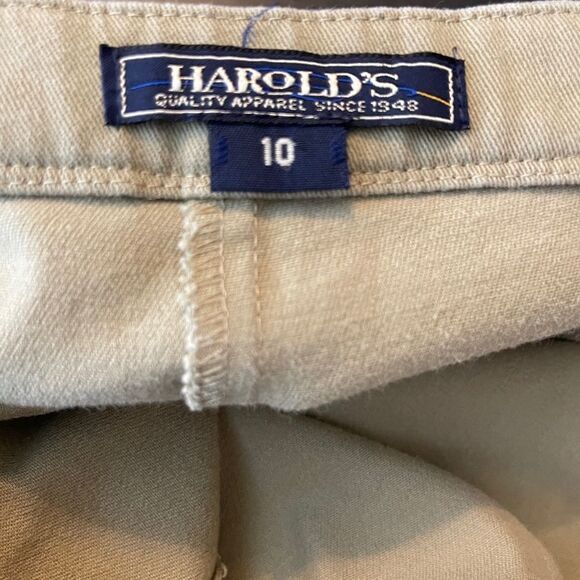 HAROLD'S
QUALITY APPAREL SINCE 1948
10